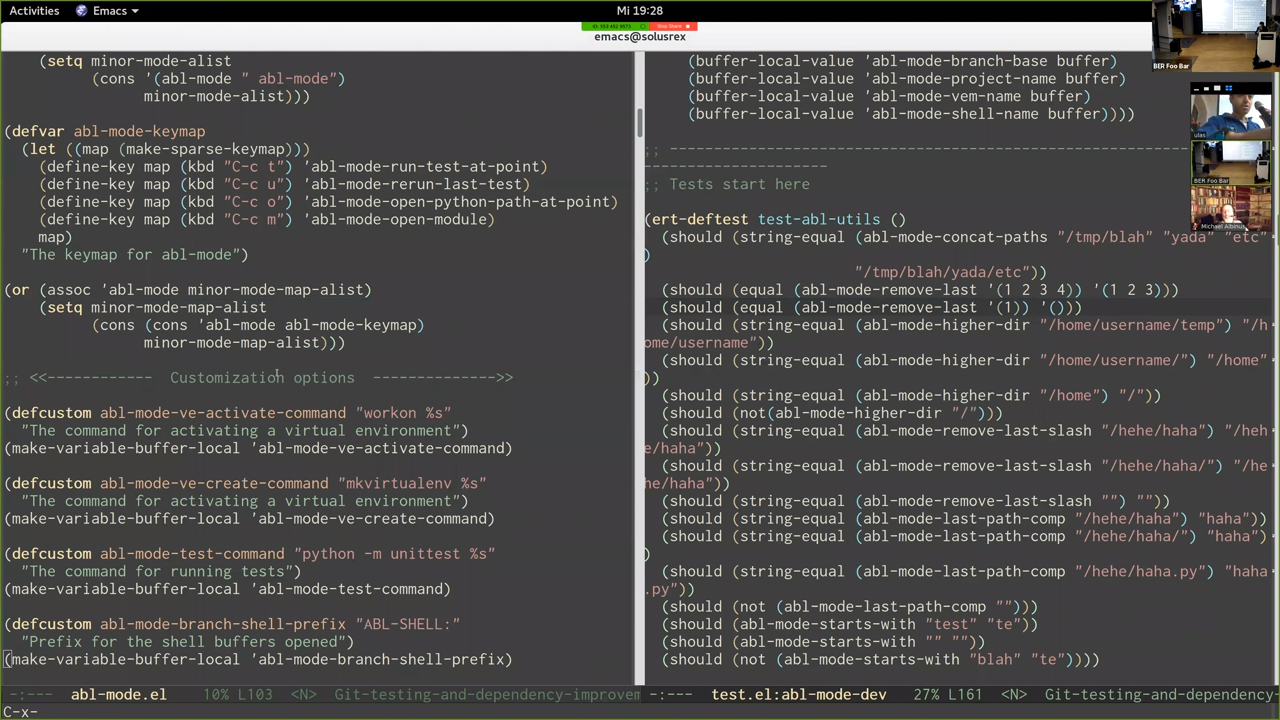 Activities Emacs Mi 19:28
ID: 553 492 9573 Stop Share
emacs@solusrex
(setq minor-mode-alist
(cons '(abl-mode " abl-mode")
minor-mode-alist)))
(defvar abl-mode-keymap
(let ((map (make-sparse-keymap)))
(define-key map (kbd "C-c t") 'abl-mode-run-test-at-point)
(define-key map (kbd "C-c u") 'abl-mode-rerun-last-test)
(define-key map (kbd "C-c o") 'abl-mode-open-python-path-at-point)
(define-key map (kbd "C-c m") 'abl-mode-open-module)
map)
"The keymap for abl-mode")
(or (assoc 'abl-mode minor-mode-map-alist)
(setq minor-mode-map-alist
(cons (cons 'abl-mode abl-mode-keymap)
minor-mode-map-alist)))
;; <<------------ Customization options -------------->>
(defcustom abl-mode-ve-activate-command "workon %s"
"The command for activating a virtual environment")
(make-variable-buffer-local 'abl-mode-ve-activate-command)
(defcustom abl-mode-ve-create-command "mkvirtualenv %s"
"The command for activating a virtual environment")
(make-variable-buffer-local 'abl-mode-ve-create-command)
(defcustom abl-mode-test-command "python -m unittest %s"
"The command for running tests")
(make-variable-buffer-local 'abl-mode-test-command)
(defcustom abl-mode-branch-shell-prefix "ABL-SHELL:"
"Prefix for the shell buffers opened")
(make-variable-buffer-local 'abl-mode-branch-shell-prefix)
-:--- abl-mode.el 10% L103 <N> Git-testing-and-dependency-improvem
C-x-
(buffer-local-value 'abl-mode-branch-base buffer)
(buffer-local-value 'abl-mode-project-name buffer)
(buffer-local-value 'abl-mode-vem-name buffer)
(buffer-local-value 'abl-mode-shell-name buffer))))
;; ------------------------------------------------------------
---------------------
;; Tests start here
(ert-deftest test-abl-utils ()
(should (string-equal (abl-mode-concat-paths "/tmp/blah" "yada" "etc"
)
"/tmp/blah/yada/etc"))
(should (equal (abl-mode-remove-last '(1 2 3 4)) '(1 2 3)))
(should (equal (abl-mode-remove-last '(1)) '()))
(should (string-equal (abl-mode-higher-dir "/home/username/temp") "/h
ome/username"))
(should (string-equal (abl-mode-higher-dir "/home/username/") "/home"
))
(should (string-equal (abl-mode-higher-dir "/home") "/"))
(should (not(abl-mode-higher-dir "/")))
(should (string-equal (abl-mode-remove-last-slash "/hehe/haha") "/heh
e/haha"))
(should (string-equal (abl-mode-remove-last-slash "/hehe/haha/") "/he
he/haha"))
(should (string-equal (abl-mode-remove-last-slash "") ""))
(should (string-equal (abl-mode-last-path-comp "/hehe/haha") "haha"))
(should (string-equal (abl-mode-last-path-comp "/hehe/haha/") "haha")
)
(should (string-equal (abl-mode-last-path-comp "/hehe/haha.py") "haha
.py"))
(should (not (abl-mode-last-path-comp "")))
(should (abl-mode-starts-with "test" "te"))
(should (abl-mode-starts-with "" ""))
(should (not (abl-mode-starts-with "blah" "te"))))
-:--- test.el:abl-mode-dev 27% L161 <N> Git-testing-and-dependency-
BER Foo Bar
ulas
BER Foo Bar
Michael Albinus